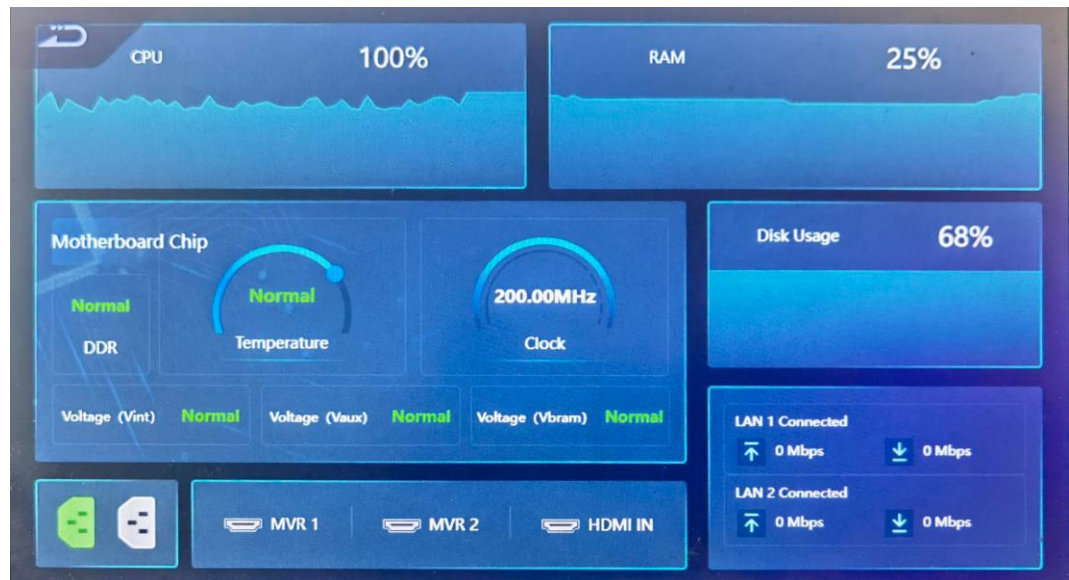 CPU 100%
RAM 25%
Motherboard Chip
Normal
DDR
Normal
Temperature
200.00MHz
Clock
Voltage (Vint) Normal
Voltage (Vaux) Normal
Voltage (Vbram) Normal
Disk Usage 68%
LAN 1 Connected
0 Mbps 0 Mbps
LAN 2 Connected
0 Mbps 0 Mbps
MVR 1
MVR 2
HDMI IN